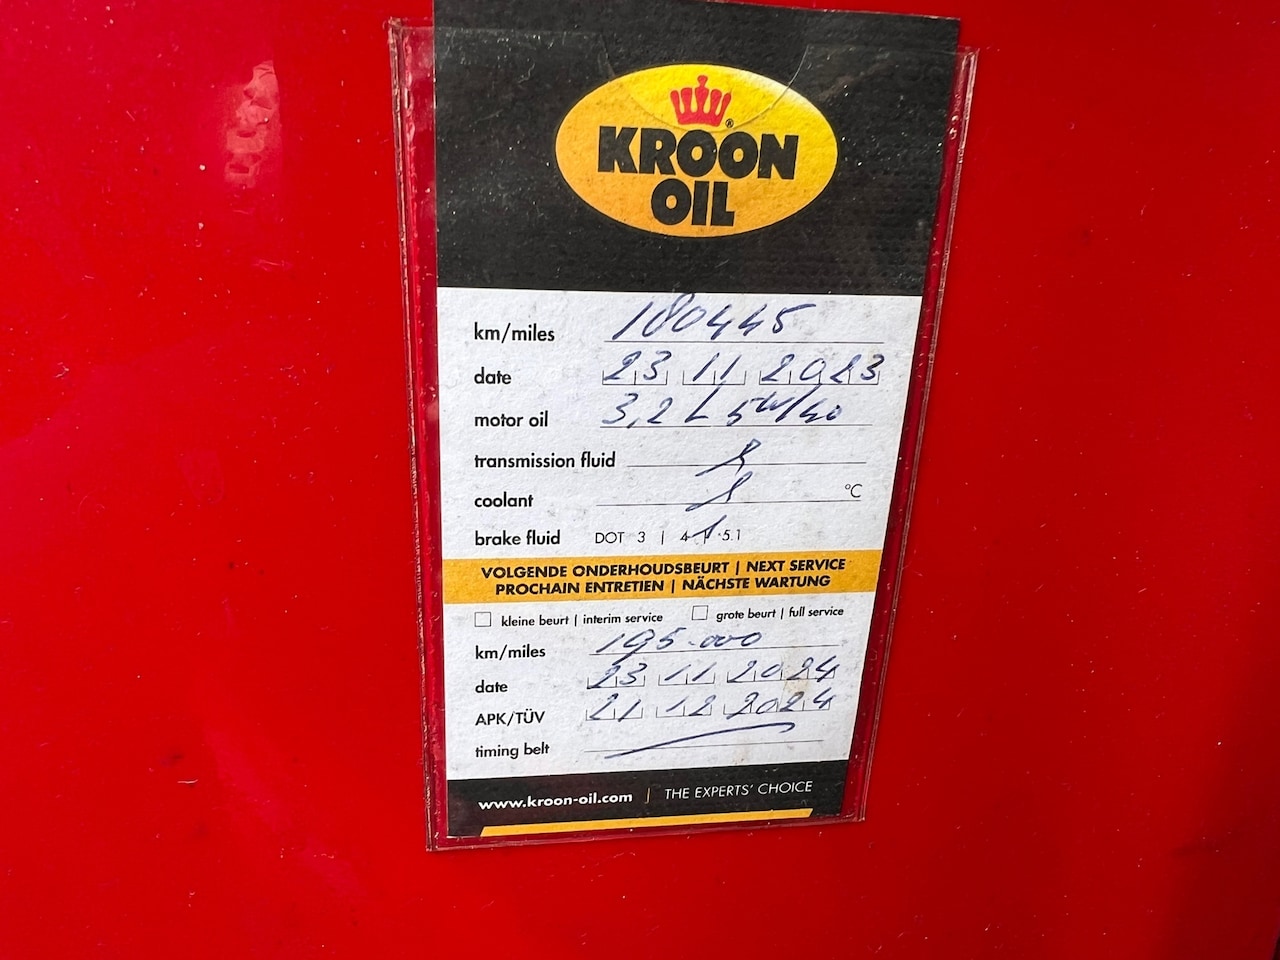 KROON
OIL
km/miles 180445
date 23 11 2023
motor oil 3,2 L 5W/40
transmission fluid
coolant °C
brake fluid DOT 3 | 4 | 5.1
VOLGENDE ONDERHOUDSBEURT | NEXT SERVICE
PROCHAIN ENTRETIEN | NÄCHSTE WARTUNG
kleine beurt | interim service grote beurt | full service
km/miles 195.000
date 23 11 2024
APK/TÜV 21 12 2024
timing belt
www.kroon-oil.com | THE EXPERTS' CHOICE